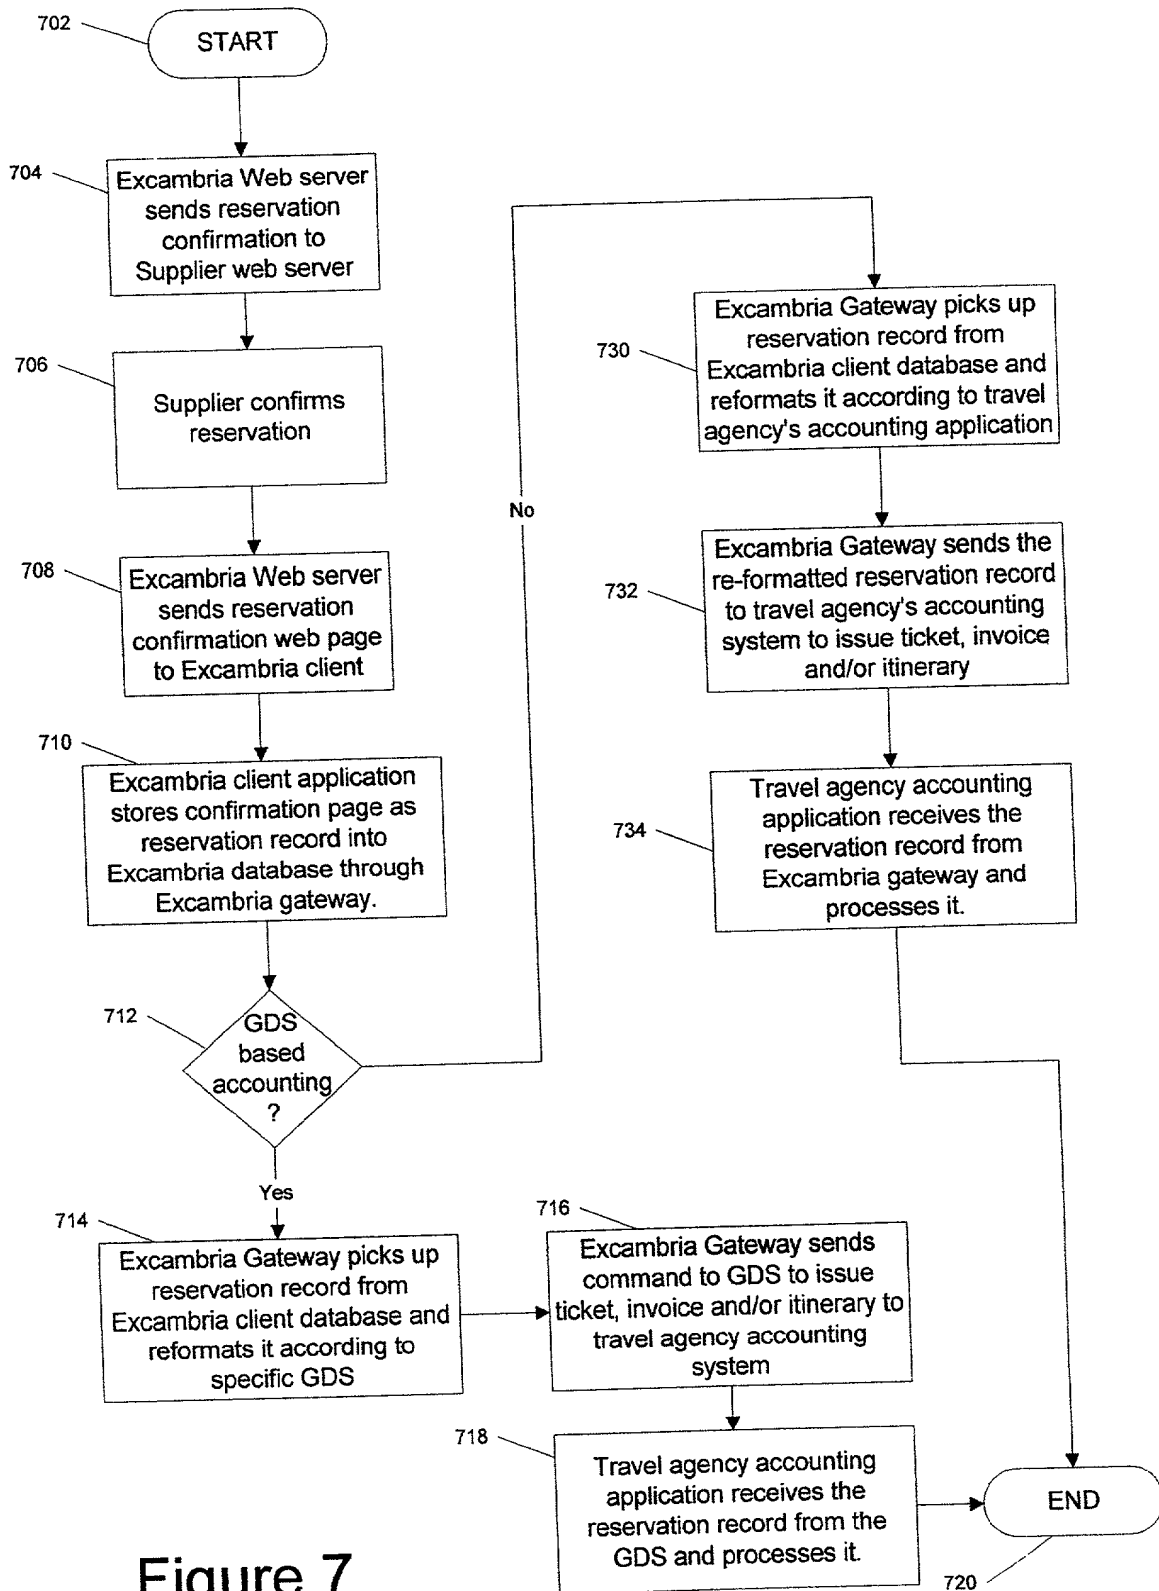 702
START
704
Excambria Web server
sends reservation
confirmation to
Supplier web server
706
Supplier confirms
reservation
708
Excambria Web server
sends reservation
confirmation web page
to Excambria client
710
Excambria client application
stores confirmation page as
reservation record into
Excambria database through
Excambria gateway.
712
GDS
based
accounting
?
Yes
714
Excambria Gateway picks up
reservation record from
Excambria client database and
reformats it according to
specific GDS
716
Excambria Gateway sends
command to GDS to issue
ticket, invoice and/or itinerary to
travel agency accounting
system
718
Travel agency accounting
application receives the
reservation record from the
GDS and processes it.
No
730
Excambria Gateway picks up
reservation record from
Excambria client database and
reformats it according to travel
agency's accounting application
732
Excambria Gateway sends the
re-formatted reservation record
to travel agency's accounting
system to issue ticket, invoice
and/or itinerary
734
Travel agency accounting
application receives the
reservation record from
Excambria gateway and
processes it.
END
720
Figure 7